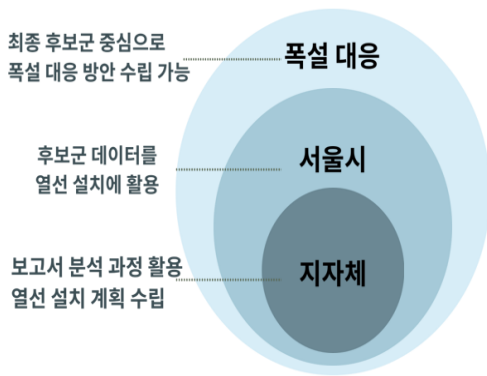 최종 후보군 중심으로
폭설 대응 방안 수립 가능
폭설 대응
후보군 데이터를
열선 설치에 활용
서울시
보고서 분석 과정 활용
열선 설치 계획 수립
지자체